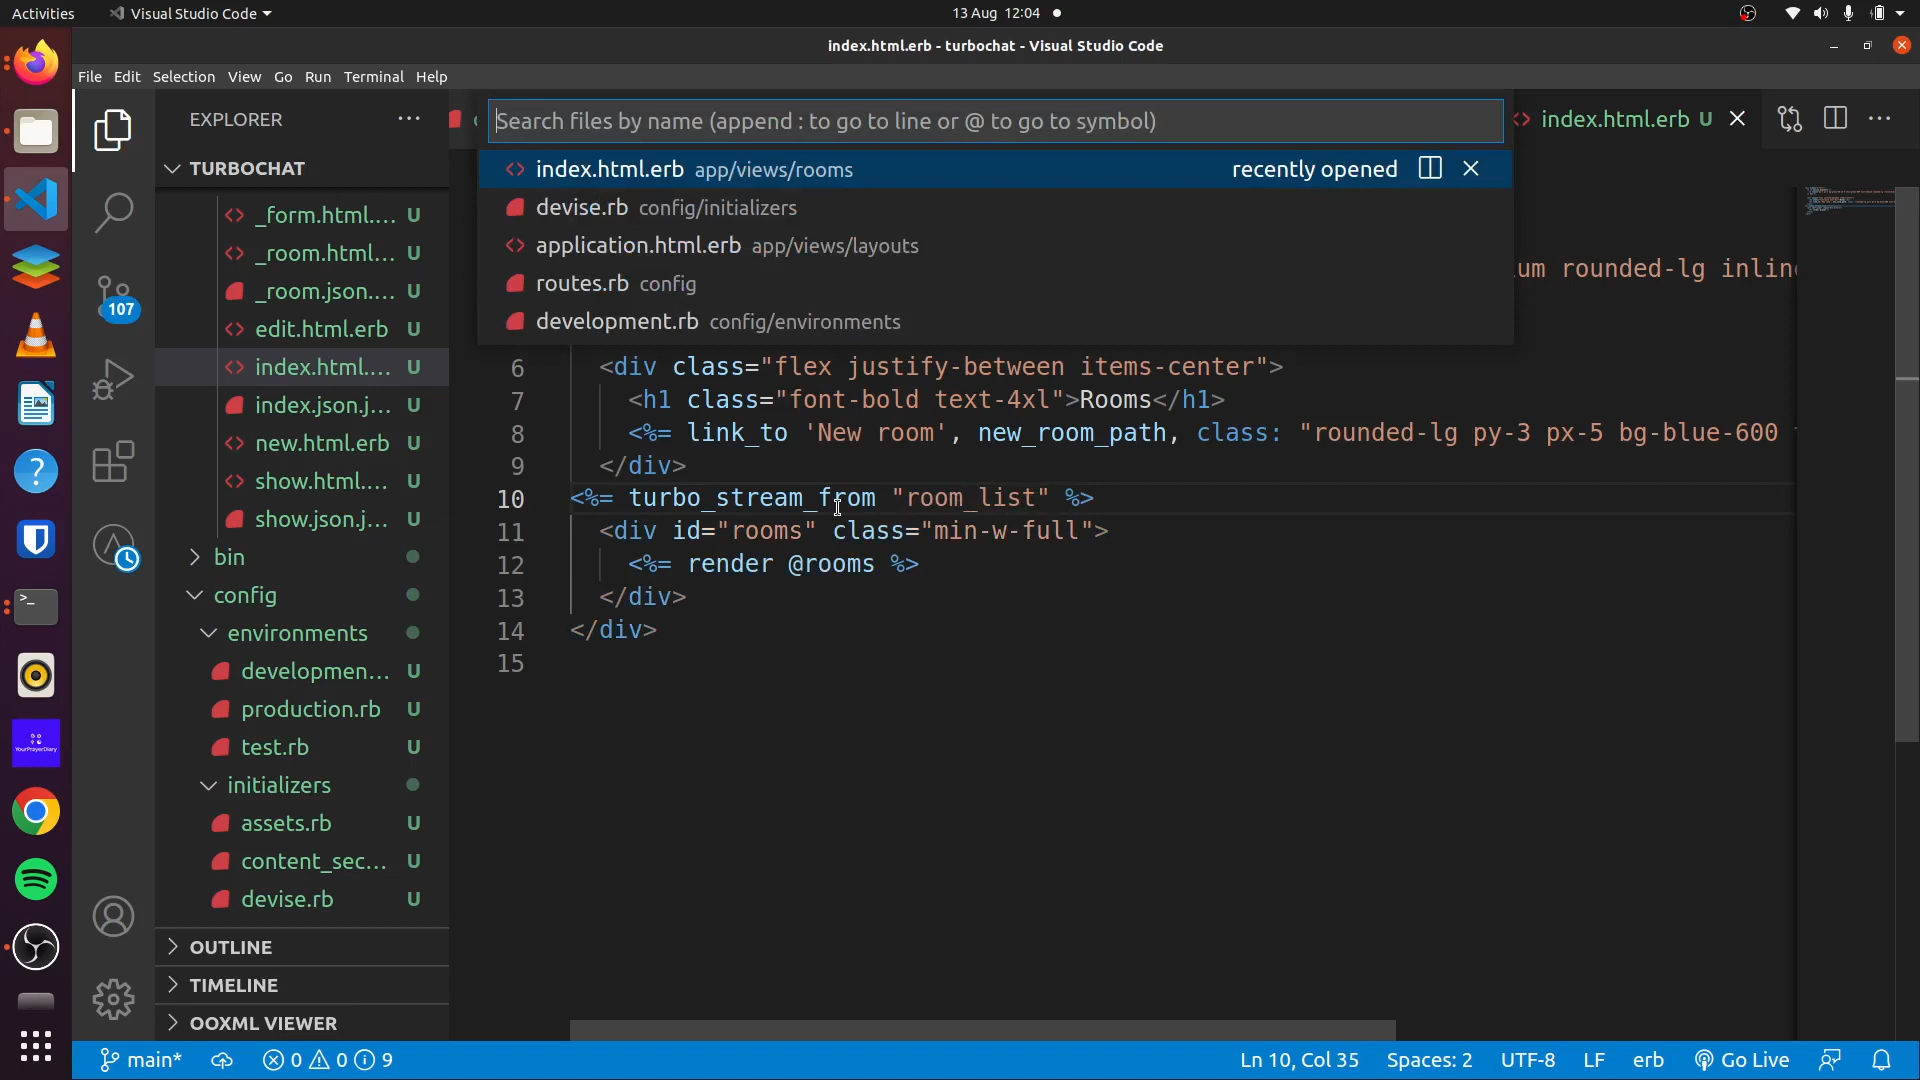 Activities
Visual Studio Code
13 Aug 12:04
index.html.erb - turbochat - Visual Studio Code
File Edit Selection View Go Run Terminal Help
EXPLORER
TURBOCHAT
_form.html.... U
_room.html... U
_room.json.... U
edit.html.erb U
index.html.... U
index.json.j... U
new.html.erb U
show.html.... U
show.json.j... U
bin
config
environments
developmen... U
production.rb U
test.rb U
initializers
assets.rb U
content_sec... U
devise.rb U
OUTLINE
TIMELINE
OOXML VIEWER
107
YourPrayerDiary
Search files by name (append : to go to line or @ to go to symbol)
index.html.erb U
index.html.erb app/views/rooms recently opened
devise.rb config/initializers
application.html.erb app/views/layouts
routes.rb config
development.rb config/environments
um rounded-lg inlin
6 <div class="flex justify-between items-center">
7 <h1 class="font-bold text-4xl">Rooms</h1>
8 <%= link_to 'New room', new_room_path, class: "rounded-lg py-3 px-5 bg-blue-600
9 </div>
10 <%= turbo_stream_from "room_list" %>
11 <div id="rooms" class="min-w-full">
12 <%= render @rooms %>
13 </div>
14 </div>
15
main* 0 0 9
Ln 10, Col 35 Spaces: 2 UTF-8 LF erb Go Live